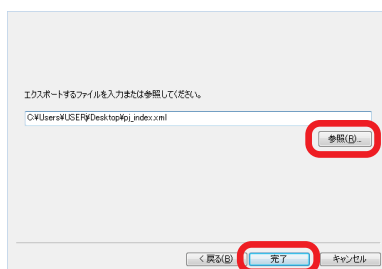 エクスポートするファイルを入力または参照してください。
C:¥Users¥USER¥Desktop¥pj_index.xml
参照(R)...
< 戻る(B)
完了
キャンセル